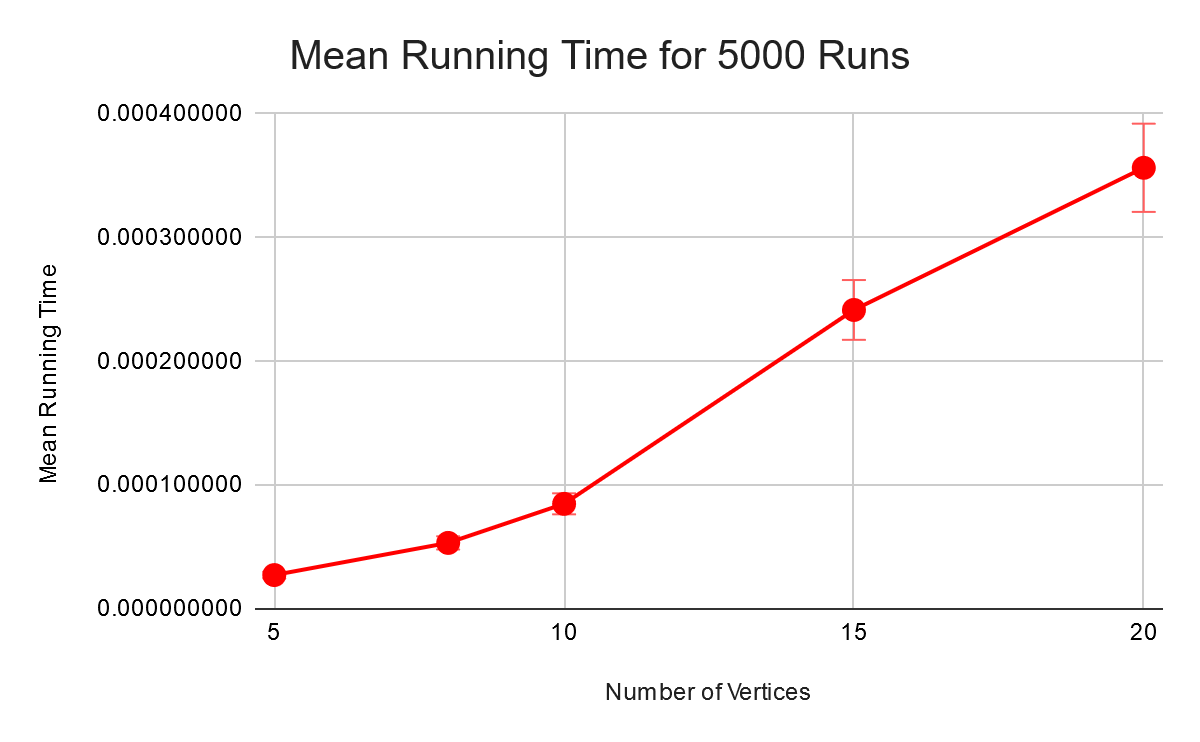 Mean Running Time for 5000 Runs
0.000400000
0.000300000
0.000200000
0.000100000
0.000000000
Mean Running Time
5 10 15 20
Number of Vertices